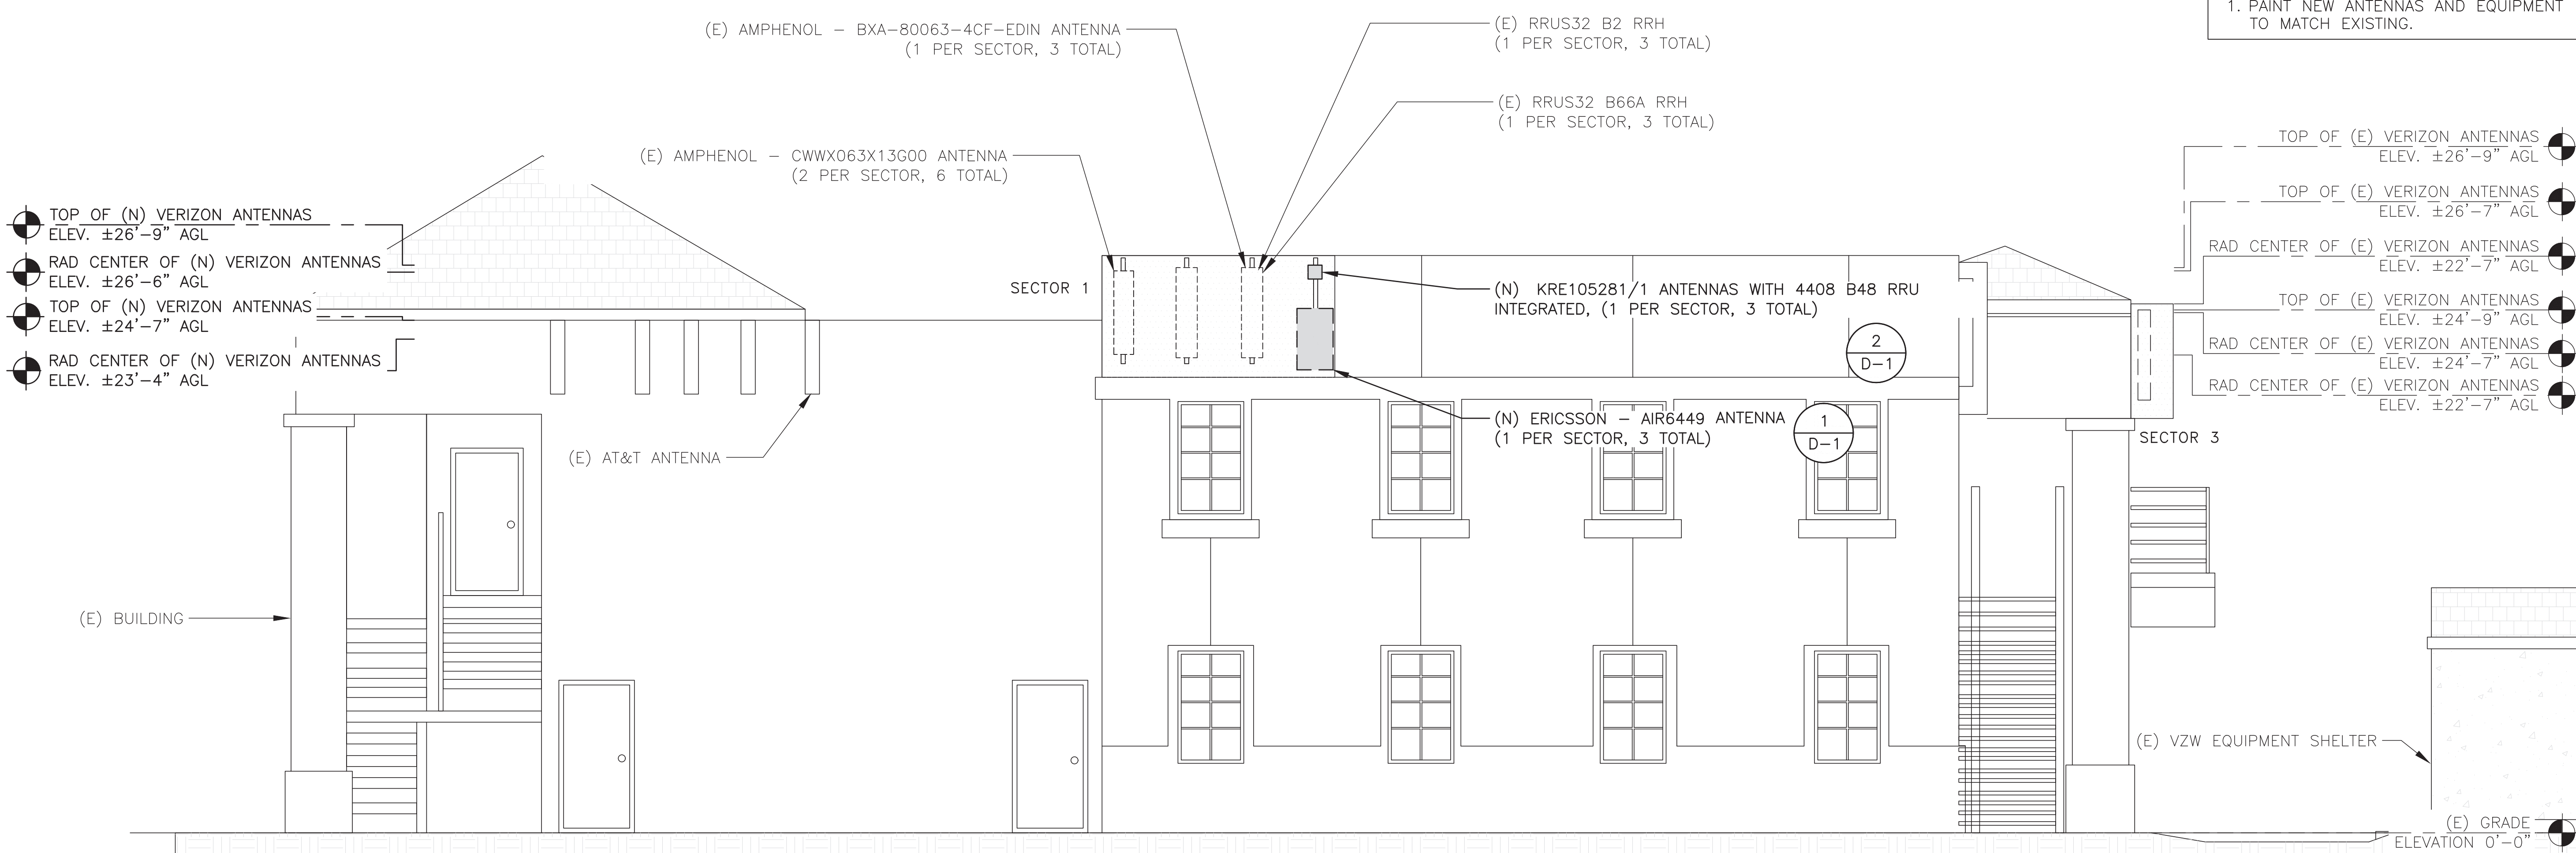 1. PAINT NEW ANTENNAS AND EQUIPMENT
TO MATCH EXISTING.
(E) AMPHENOL - BXA-80063-4CF-EDIN ANTENNA
(1 PER SECTOR, 3 TOTAL)
(E) RRUS32 B2 RRH
(1 PER SECTOR, 3 TOTAL)
(E) RRUS32 B66A RRH
(1 PER SECTOR, 3 TOTAL)
(E) AMPHENOL - CWWX063X13G00 ANTENNA
(2 PER SECTOR, 6 TOTAL)
TOP OF (N) VERIZON ANTENNAS
ELEV. ±26'-9" AGL
RAD CENTER OF (N) VERIZON ANTENNAS
ELEV. ±26'-6" AGL
TOP OF (N) VERIZON ANTENNAS
ELEV. ±24'-7" AGL
RAD CENTER OF (N) VERIZON ANTENNAS
ELEV. ±23'-4" AGL
TOP OF (E) VERIZON ANTENNAS
ELEV. ±26'-9" AGL
TOP OF (E) VERIZON ANTENNAS
ELEV. ±26'-7" AGL
RAD CENTER OF (E) VERIZON ANTENNAS
ELEV. ±22'-7" AGL
TOP OF (E) VERIZON ANTENNAS
ELEV. ±24'-9" AGL
RAD CENTER OF (E) VERIZON ANTENNAS
ELEV. ±24'-7" AGL
RAD CENTER OF (E) VERIZON ANTENNAS
ELEV. ±22'-7" AGL
SECTOR 1
(N) KRE105281/1 ANTENNAS WITH 4408 B48 RRU
INTEGRATED, (1 PER SECTOR, 3 TOTAL)
2
D-1
(N) ERICSSON - AIR6449 ANTENNA
(1 PER SECTOR, 3 TOTAL)
1
D-1
SECTOR 3
(E) AT&T ANTENNA
(E) BUILDING
(E) VZW EQUIPMENT SHELTER
(E) GRADE
ELEVATION 0'-0"